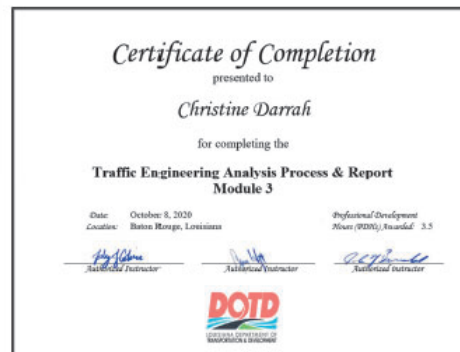 Certificate of Completion
presented to
Christine Darrah
for completing the
Traffic Engineering Analysis Process & Report
Module 3
Date: October 8, 2020
Location: Baton Rouge, Louisiana
Professional Development
Hours (PDHs) Awarded: 3.5
Authorized Instructor
Authorized Instructor
Authorized Instructor
DOTD
LOUISIANA DEPARTMENT OF
TRANSPORTATION & DEVELOPMENT